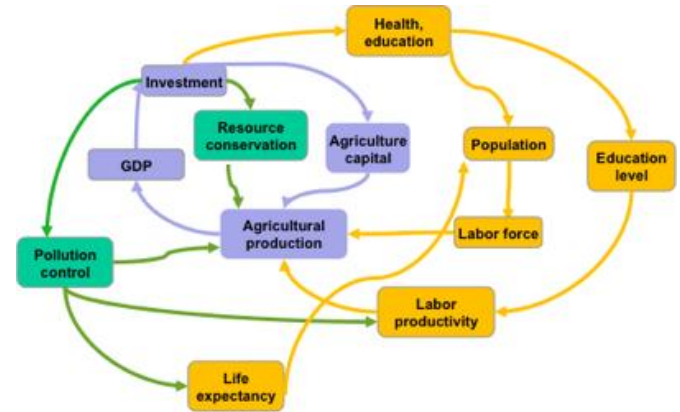 Health,
education
Investment
Resource
conservation
Agriculture
capital
Population
Education
level
GDP
Agricultural
production
Labor force
Pollution
control
Labor
productivity
Life
expectancy